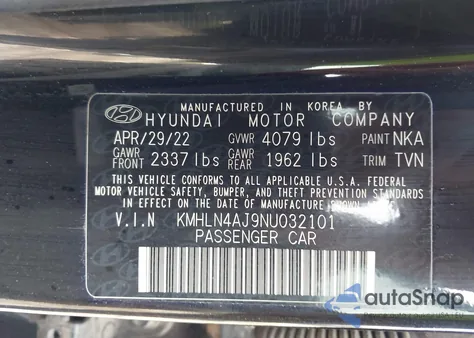 MANUFACTURED IN KOREA BY
HYUNDAI MOTOR COMPANY
APR/29/22 GVWR 4079 lbs PAINT NKA
GAWR FRONT 2337 lbs GAWR REAR 1962 lbs TRIM TVN
THIS VEHICLE CONFORMS TO ALL APPLICABLE U.S.A. FEDERAL
MOTOR VEHICLE SAFETY, BUMPER, AND THEFT PREVENTION STANDARDS
IN EFFECT ON THE DATE OF MANUFACTURE SHOWN ABOVE.
V.I.N KMHLN4AJ9NU032101
PASSENGER CAR
autoSnap